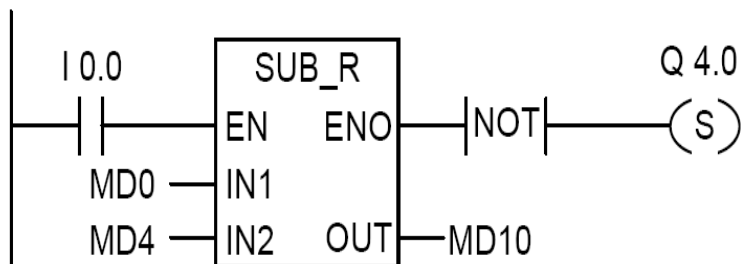 I 0.0 SUB_R Q 4.0
EN ENO NOT S
MD0 IN1
MD4 IN2 OUT MD10